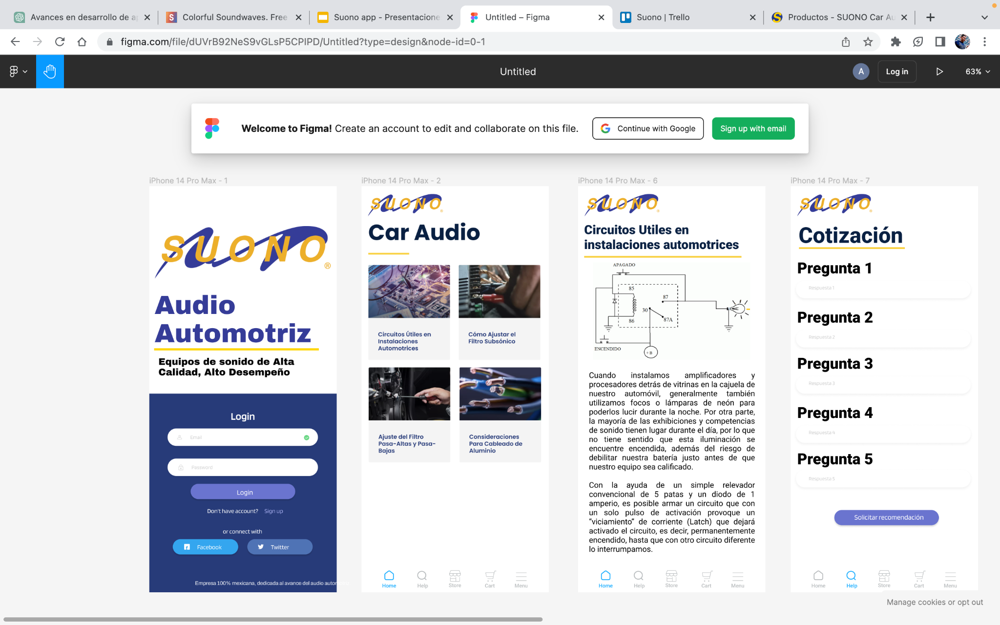 Avances en desarrollo de a
Colorful Soundwaves. Free
Suono app - Presentacione
Untitled – Figma
Suono | Trello
Productos - SUONO Car Au
figma.com/file/dUVrB92NeS9vGLsP5CPIPD/Untitled?type=design&node-id=0-1
Untitled
A
Log in
63%
Welcome to Figma! Create an account to edit and collaborate on this file.
Continue with Google
Sign up with email
iPhone 14 Pro Max - 1
SUONO®
Audio
Automotriz
Equipos de sonido de Alta
Calidad, Alto Desempeño
Login
Email
Password
Login
Don't have account? Sign up
or connect with
Facebook
Twitter
Empresa 100% mexicana, dedicada al avance del audio automotriz
iPhone 14 Pro Max - 2
SUONO®
Car Audio
Circuitos Útiles en
Instalaciones
Automotrices
Cómo Ajustar el
Filtro Subsónico
Ajuste del Filtro
Pasa-Altas y Pasa-
Bajas
Consideraciones
Para Cableado de
Aluminio
Home
Help
Store
Cart
Menu
iPhone 14 Pro Max - 6
SUONO®
Circuitos Utiles en
instalaciones automotrices
APAGADO
85
87
30
87A
86
ENCENDIDO
+B
Cuando instalamos amplificadores y
procesadores detrás de vitrinas en la cajuela de
nuestro automóvil, generalmente también
utilizamos focos o lámparas de neón para
poderlos lucir durante la noche. Por otra parte,
la mayoría de las exhibiciones y competencias
de sonido tienen lugar durante el día, por lo que
no tiene sentido que esta iluminación se
encuentre encendida, además del riesgo de
debilitar nuestra batería justo antes de que
nuestro equipo sea calificado.
Con la ayuda de un simple relevador
convencional de 5 patas y un diodo de 1
amperio, es posible armar un circuito que con
un solo pulso de activación provoque un
“viciamiento” de corriente (Latch) que dejará
activado el circuito, es decir, permanentemente
encendido, hasta que con otro circuito diferente
lo interrumpamos.
Home
Help
Store
Cart
Menu
iPhone 14 Pro Max - 7
SUONO®
Cotización
Pregunta 1
Respuesta 1
Pregunta 2
Respuesta 2
Pregunta 3
Respuesta 3
Pregunta 4
Respuesta 4
Pregunta 5
Respuesta 5
Solicitar recomendación
Home
Help
Store
Cart
Menu
Manage cookies or opt out